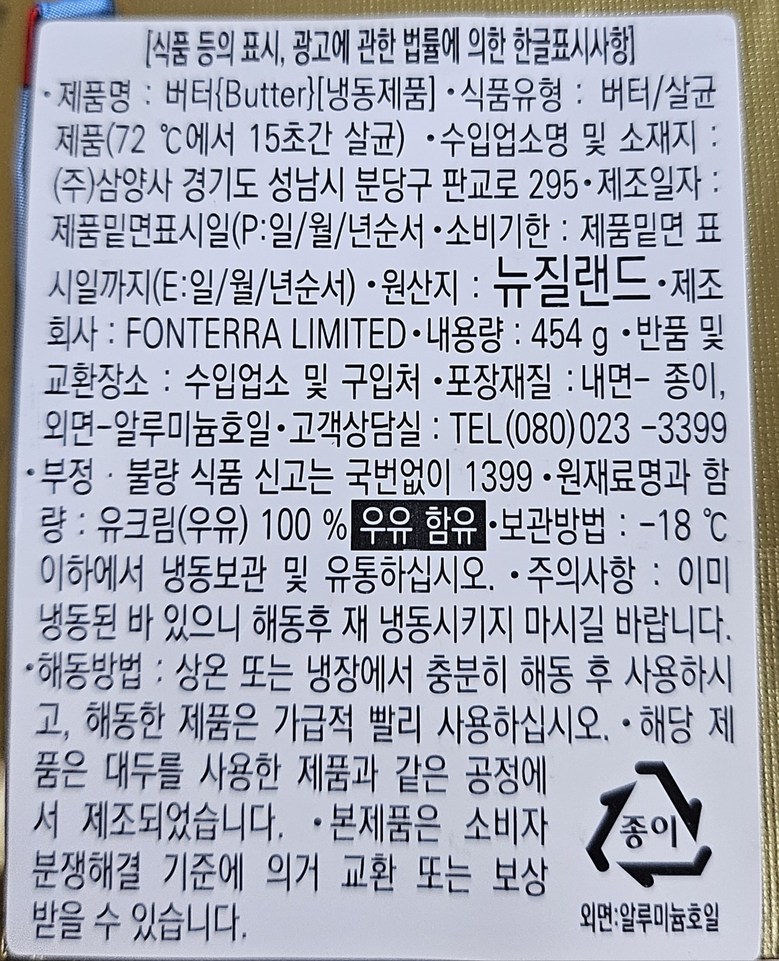 [식품 등의 표시, 광고에 관한 법률에 의한 한글표시사항]
·제품명 : 버터{Butter}[냉동제품] ·식품유형 : 버터/살균
제품(72 ℃에서 15초간 살균) ·수입업소명 및 소재지 :
(주)삼양사 경기도 성남시 분당구 판교로 295·제조일자 :
제품밑면표시일(P:일/월/년순서 ·소비기한 : 제품밑면 표
시일까지(E:일/월/년순서) ·원산지 : 뉴질랜드·제조
회사 : FONTERRA LIMITED·내용량 : 454 g ·반품 및
교환장소 : 수입업소 및 구입처 ·포장재질 : 내면- 종이,
외면-알루미늄호일·고객상담실 : TEL(080)023 -3399
·부정 · 불량 식품 신고는 국번없이 1399 ·원재료명과 함
량 : 유크림(우유) 100 % 우유 함유 ·보관방법 : -18 ℃
이하에서 냉동보관 및 유통하십시오. ·주의사항 : 이미
냉동된 바 있으니 해동후 재 냉동시키지 마시길 바랍니다.
·해동방법 : 상온 또는 냉장에서 충분히 해동 후 사용하시
고, 해동한 제품은 가급적 빨리 사용하십시오. ·해당 제
품은 대두를 사용한 제품과 같은 공정에
서 제조되었습니다. ·본제품은 소비자
분쟁해결 기준에 의거 교환 또는 보상
받을 수 있습니다.
종이
외면:알루미늄호일